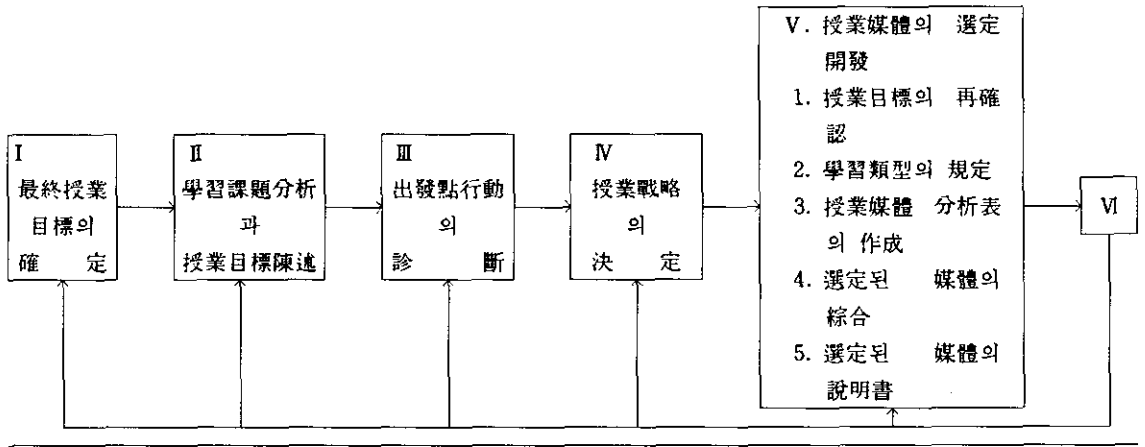 Ⅰ
最終授業
目標의
確 定
Ⅱ
學習課題分析
과
授業目標陳述
Ⅲ
出發點行動
의
診 斷
Ⅳ
授業戰略
의
決 定
Ⅴ. 授業媒體의 選定
開發
1. 授業目標의 再確
認
2. 學習類型의 規定
3. 授業媒體 分析表
의 作成
4. 選定된 媒體의
綜合
5. 選定된 媒體의
說明書
Ⅵ